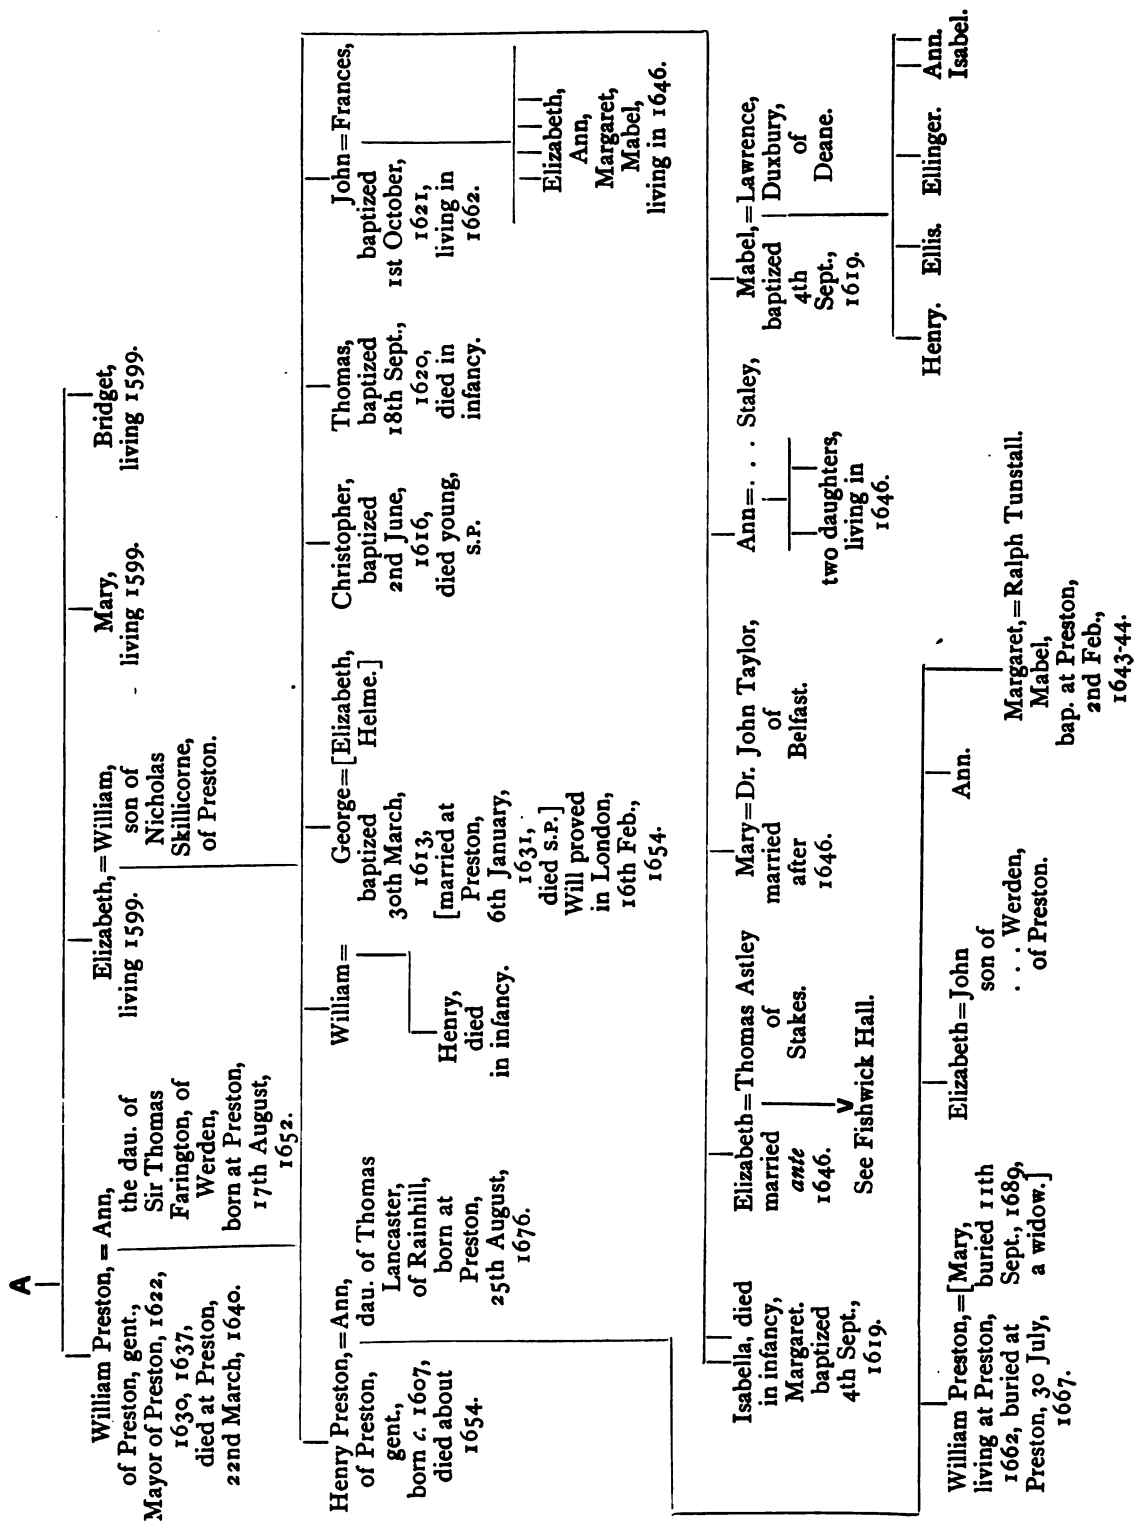 A
William Preston, = Ann,
of Preston, gent.,
Mayor of Preston, 1622,
1630, 1637,
died at Preston,
22nd March, 1640.
the dau. of
Sir Thomas
Farington, of
Werden,
born at Preston,
17th August,
1652.
Elizabeth, = William,
living 1599.
son of
Nicholas
Skillicorne,
of Preston.
Mary,
living 1599.
Bridget,
living 1599.
Henry Preston, = Ann,
of Preston,
gent.,
born c. 1607,
died about
1654.
dau. of Thomas
Lancaster,
of Rainhill,
born at
Preston,
25th August,
1676.
William =
Henry,
died
in infancy.
George = [Elizabeth,
Helme.]
baptized
30th March,
1613,
[married at
Preston,
6th January,
1631,
died s.p.]
Will proved
in London,
16th Feb.,
1654.
Christopher,
baptized
2nd June,
1616,
died young,
s.p.
Thomas,
baptized
18th Sept.,
1620,
died in
infancy.
John = Frances,
baptized
1st October,
1621,
living in
1662.
Elizabeth,
Ann,
Margaret,
Mabel,
living in 1646.
Isabella, died
in infancy,
Margaret.
baptized
4th Sept.,
1619.
Elizabeth = Thomas Astley
married
ante
1646.
of
Stakes.
See Fishwick Hall.
Mary = Dr. John Taylor,
married
after
1646.
of
Belfast.
Ann = . . . Staley,
two daughters,
living in
1646.
Mabel, = Lawrence,
baptized
4th
Sept.,
1619.
Duxbury,
of
Deane.
Henry. Ellis. Ellinger. Ann.
Isabel.
William Preston, = [Mary,
living at Preston,
1662, buried at
Preston, 30 July,
1667.
buried 11th
Sept., 1689,
a widow.]
Elizabeth = John
son of
. . . Werden,
of Preston.
Ann.
Margaret, = Ralph Tunstall.
Mabel,
bap. at Preston,
2nd Feb.,
1643-44.